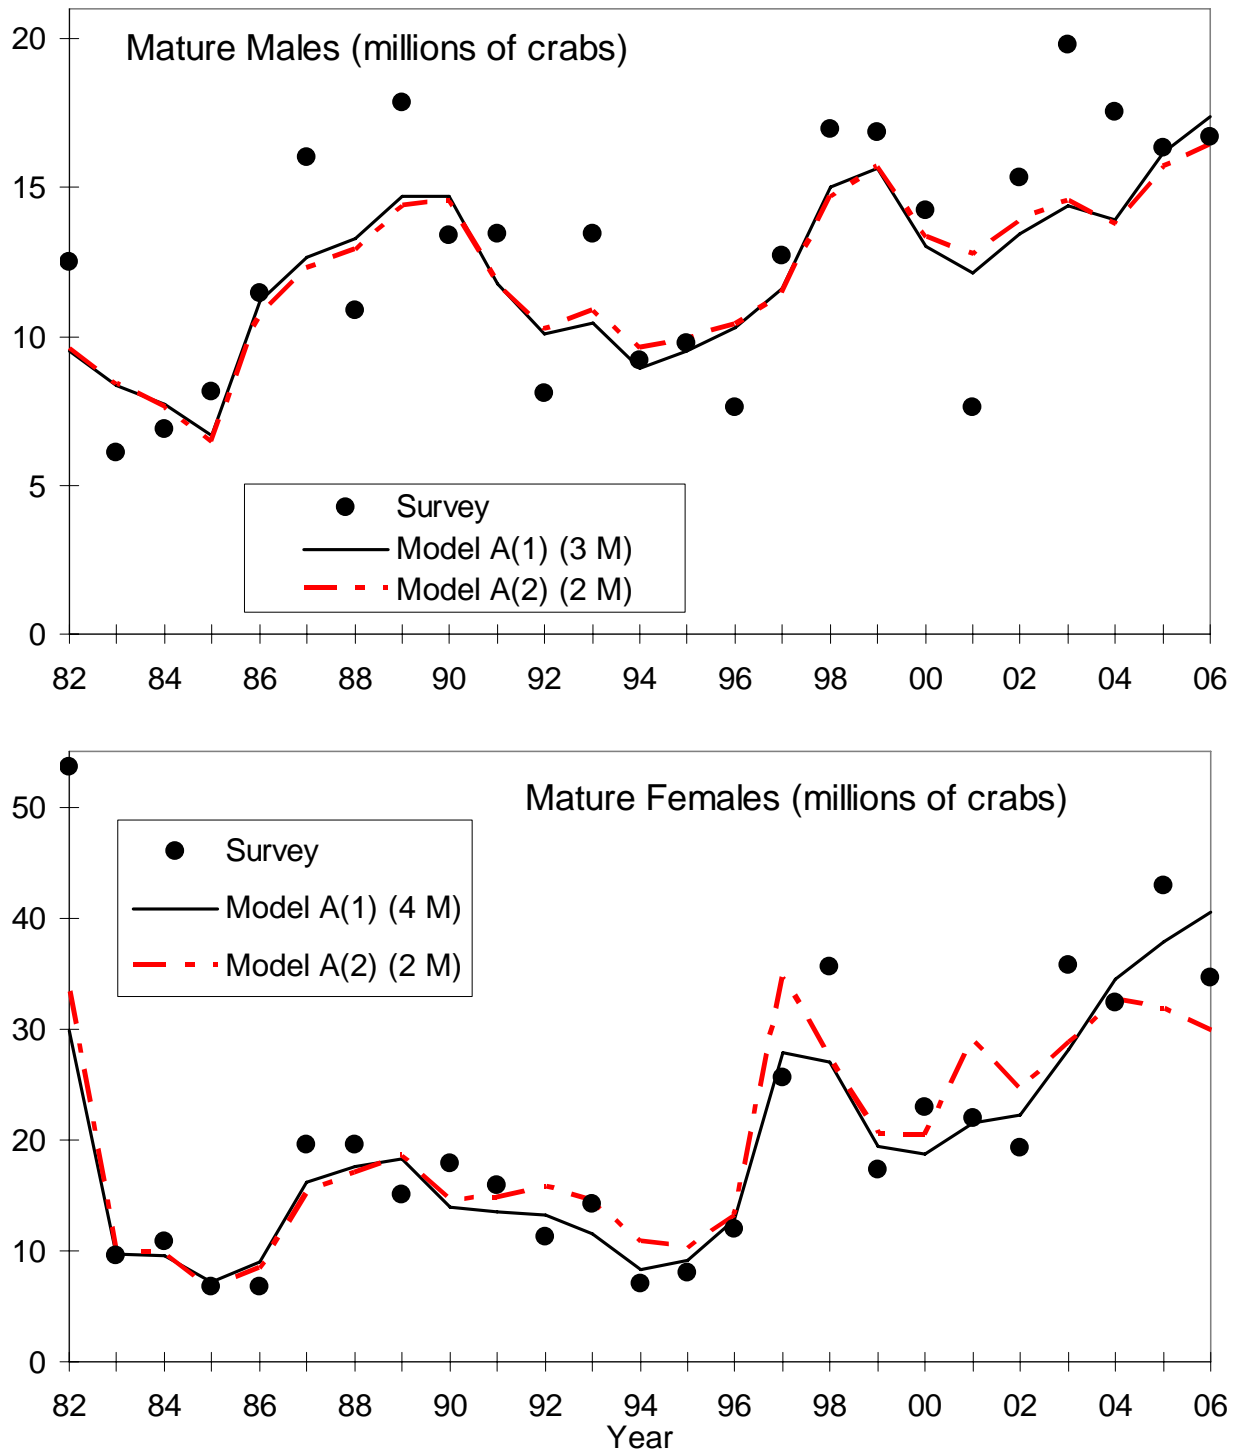 Mature Males (millions of crabs)
20
15
10
5
0
Survey
Model A(1) (3 M)
Model A(2) (2 M)
82 84 86 88 90 92 94 96 98 00 02 04 06
Mature Females (millions of crabs)
50
40
30
20
10
0
Survey
Model A(1) (4 M)
Model A(2) (2 M)
82 84 86 88 90 92 94 96 98 00 02 04 06
Year